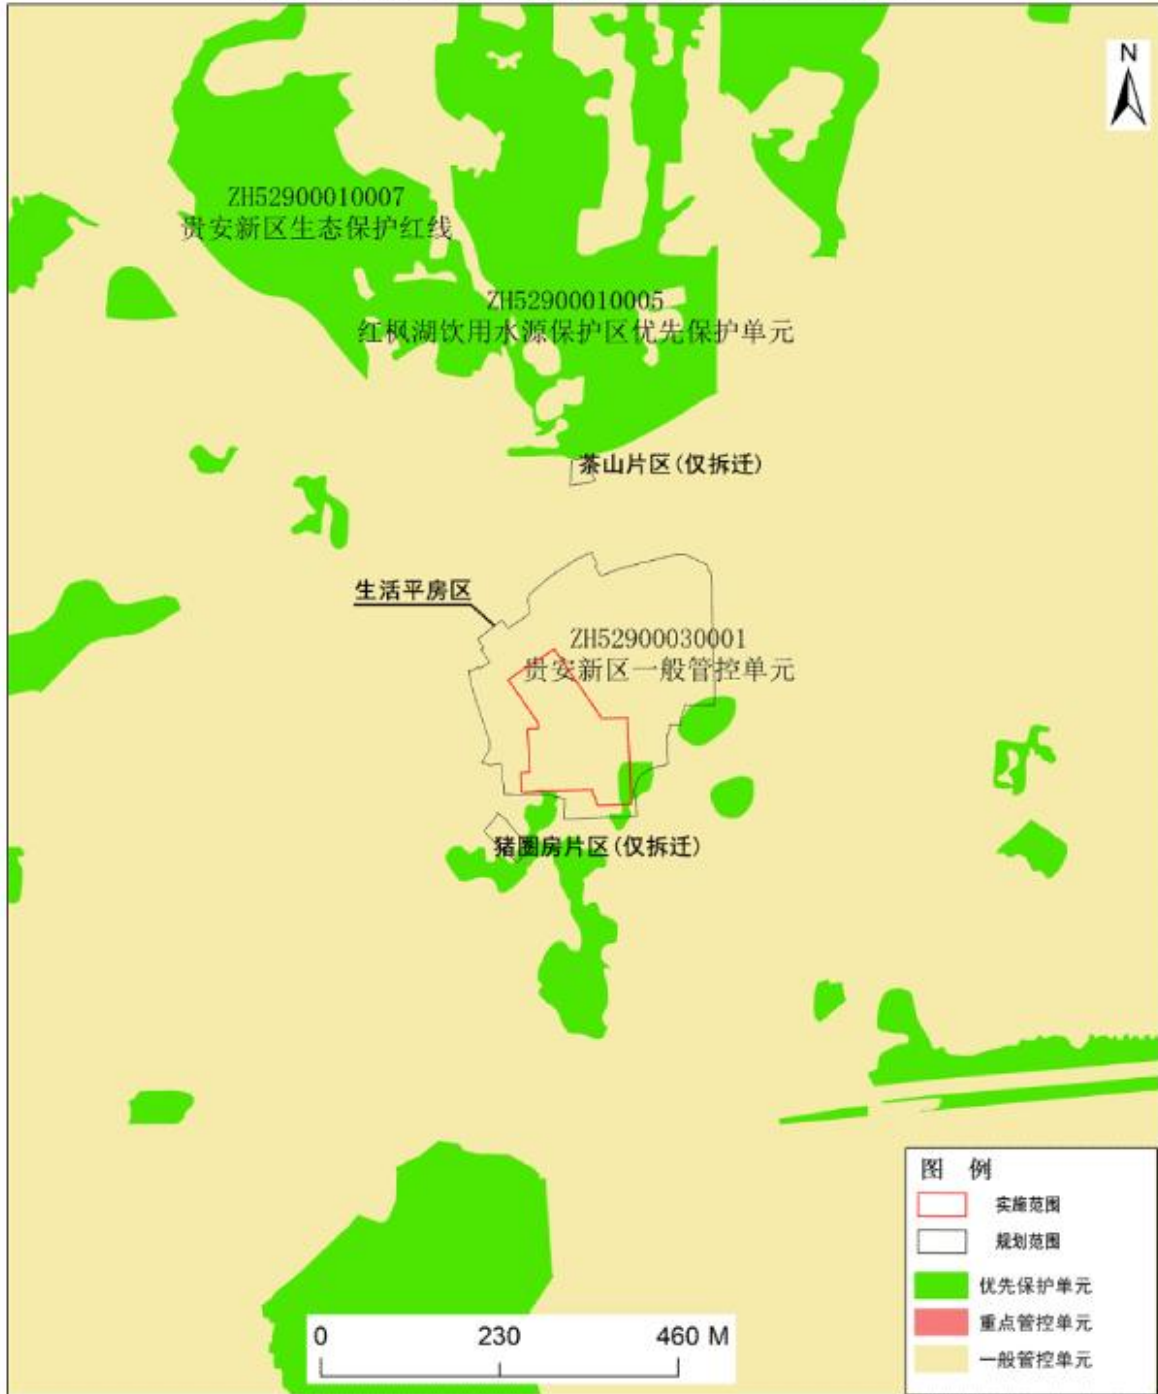 N
ZH52900010007
贵安新区生态保护红线
ZH52900010005
红枫湖饮用水源保护区优先保护单元
茶山片区(仅拆迁)
生活平房区
ZH52900030001
贵安新区一般管控单元
猪圈房片区(仅拆迁)
图 例
实施范围
规划范围
优先保护单元
重点管控单元
一般管控单元
0 230 460 M